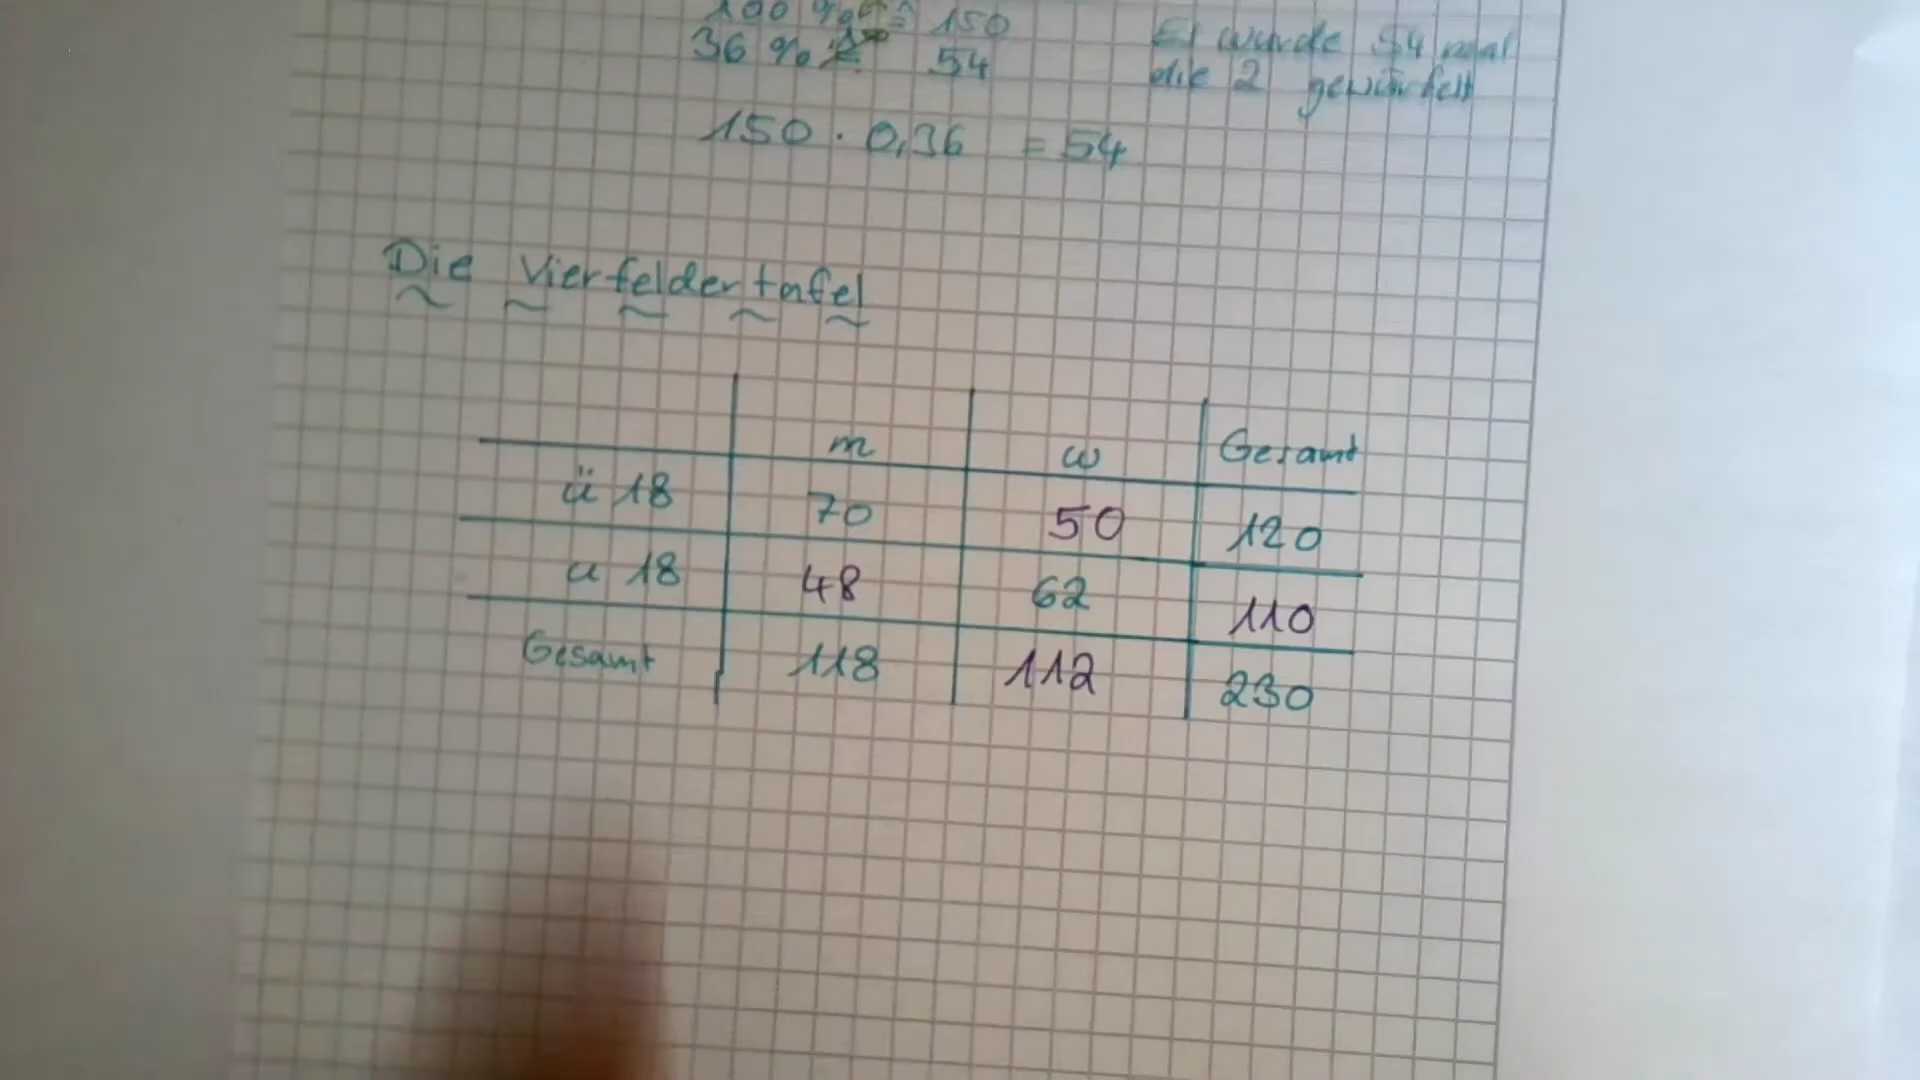 100 % ≙ 150
36 % ≙ 54
Es wurde 54 mal
die 2 gewürfelt
150 · 0,36 = 54
Die Vierfeldertafel
m w Gesamt
ü 18 70 50 120
u 18 48 62 110
Gesamt 118 112 230